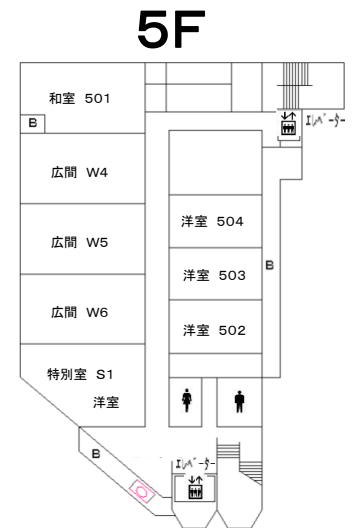 5F
和室 501
B
エレベーター
広間 W4
洋室 504
広間 W5
B
洋室 503
広間 W6
洋室 502
特別室 S1
洋室
B
エレベーター